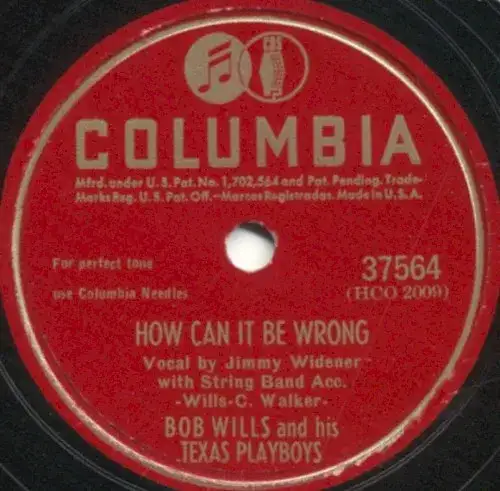 CBS
COLUMBIA
Mfrd. under U.S. Pat. No. 1,702,564 and Pat. Pending. Trade-
Marks Reg. U.S. Pat. Off.—Marcas Registradas. Made in U.S.A.
For perfect tone
use Columbia Needles
37564
(HCO 2009)
HOW CAN IT BE WRONG
Vocal by Jimmy Widener
with String Band Acc.
-Wills-C. Walker-
BOB WILLS and his
TEXAS PLAYBOYS